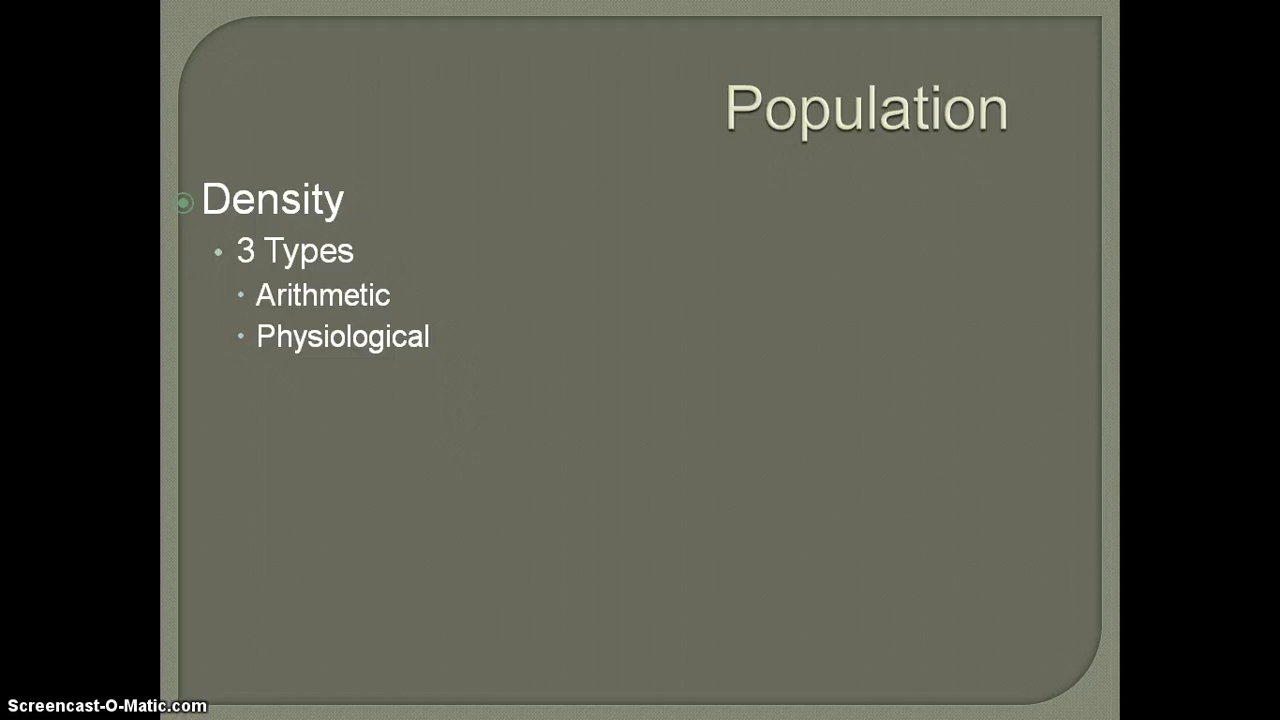 Population
Density
3 Types
Arithmetic
Physiological
Screencast-O-Matic.com